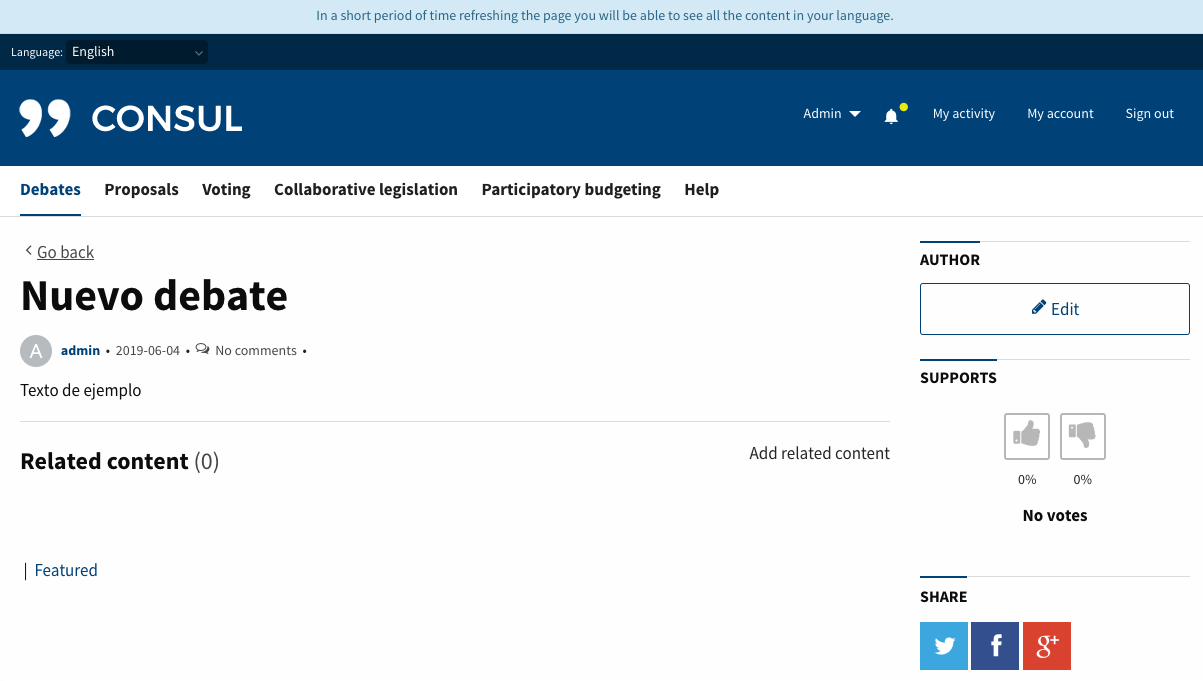 In a short period of time refreshing the page you will be able to see all the content in your language.
Language: English
CONSUL
Admin My activity My account Sign out
Debates Proposals Voting Collaborative legislation Participatory budgeting Help
Go back
Nuevo debate
A admin • 2019-06-04 • No comments •
Texto de ejemplo
Related content (0)
Add related content
| Featured
AUTHOR
Edit
SUPPORTS
0% 0%
No votes
SHARE
f g+